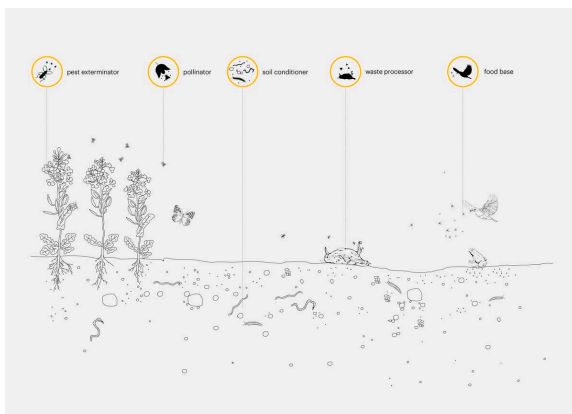 pest exterminator
pollinator
soil conditioner
waste processor
food base